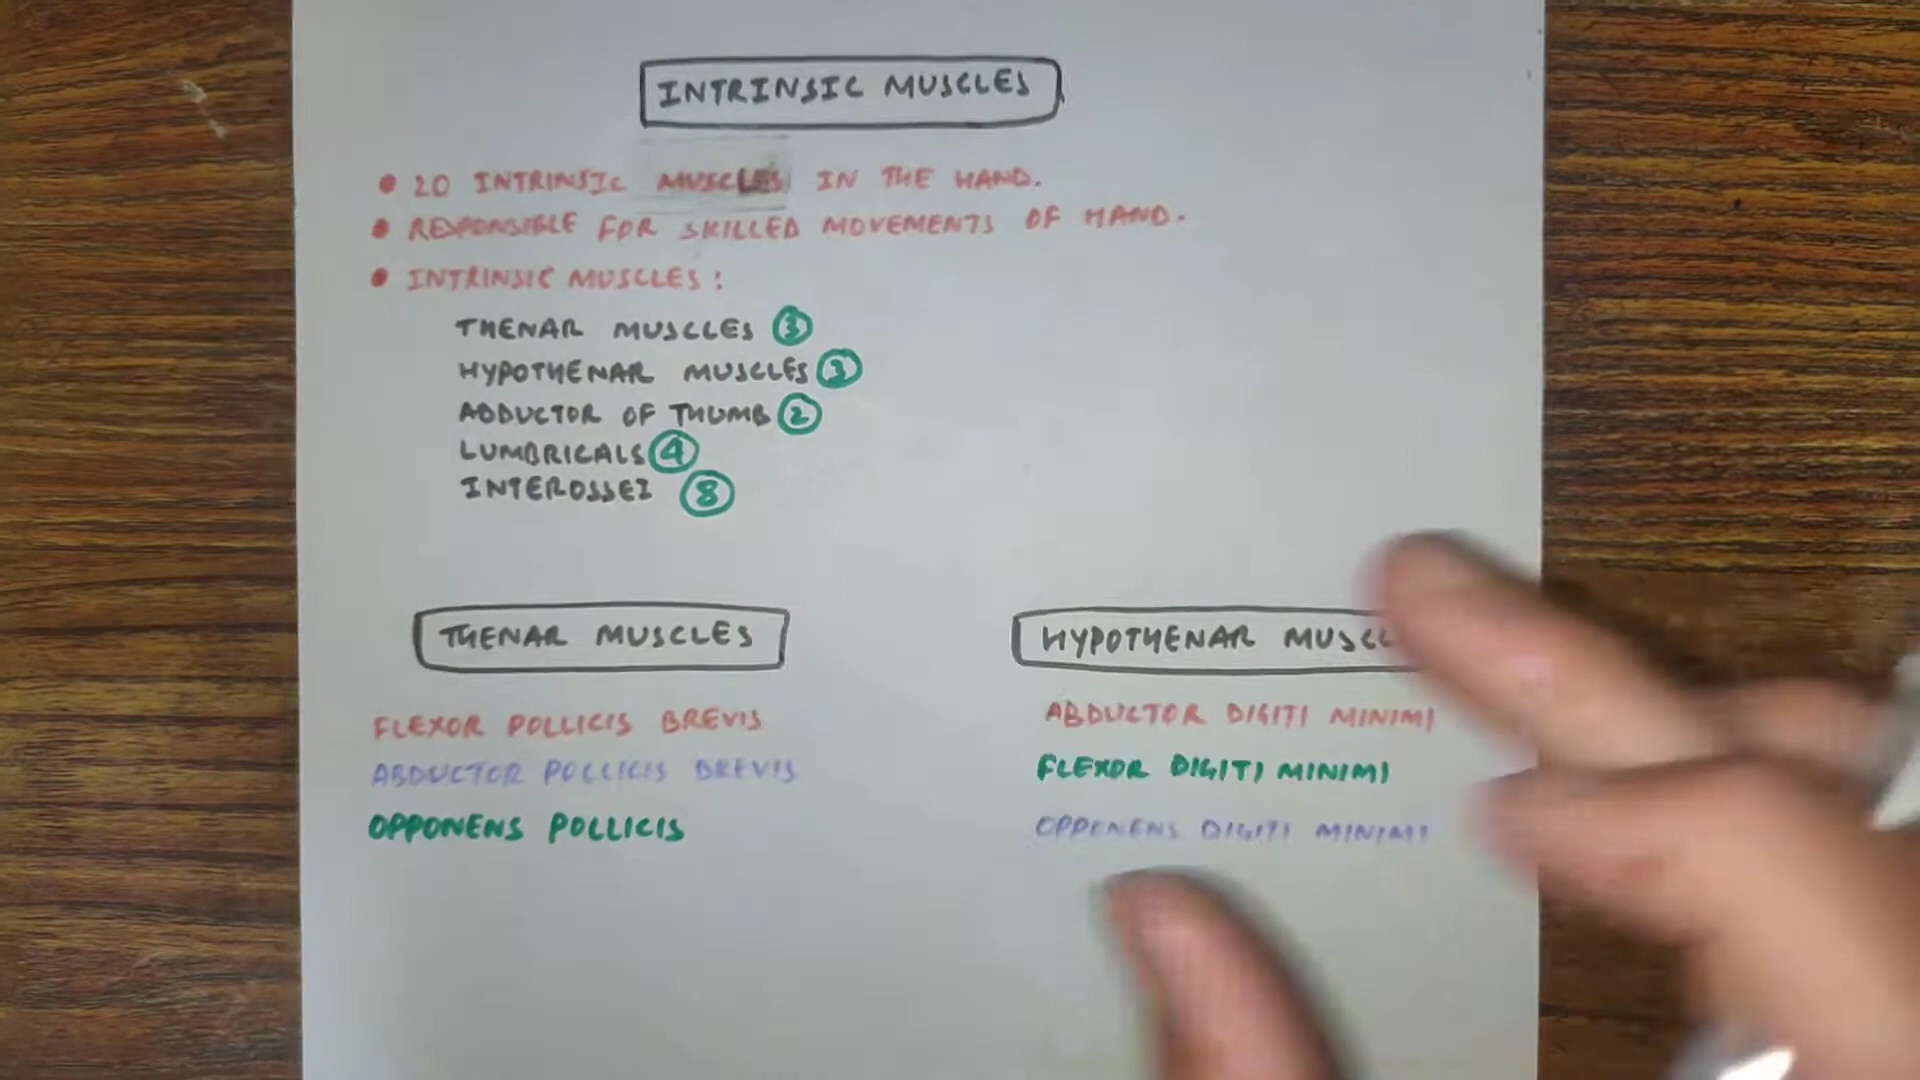 INTRINSIC MUSCLES
• 20 INTRINSIC MUSCLES IN THE HAND.
• RESPONSIBLE FOR SKILLED MOVEMENTS OF HAND.
• INTRINSIC MUSCLES:
THENAR MUSCLES 3
HYPOTHENAR MUSCLES 3
ADDUCTOR OF THUMB 2
LUMBRICALS 4
INTEROSSEI 8
THENAR MUSCLES
HYPOTHENAR
FLEXOR POLLICIS BREVIS
ABDUCTOR POLLICIS BREVIS
OPPONENS POLLICIS
ABDUCTOR DIGITI MINIMI
FLEXOR DIGITI MINIMI
OPPENENS DIGITI MINIMI